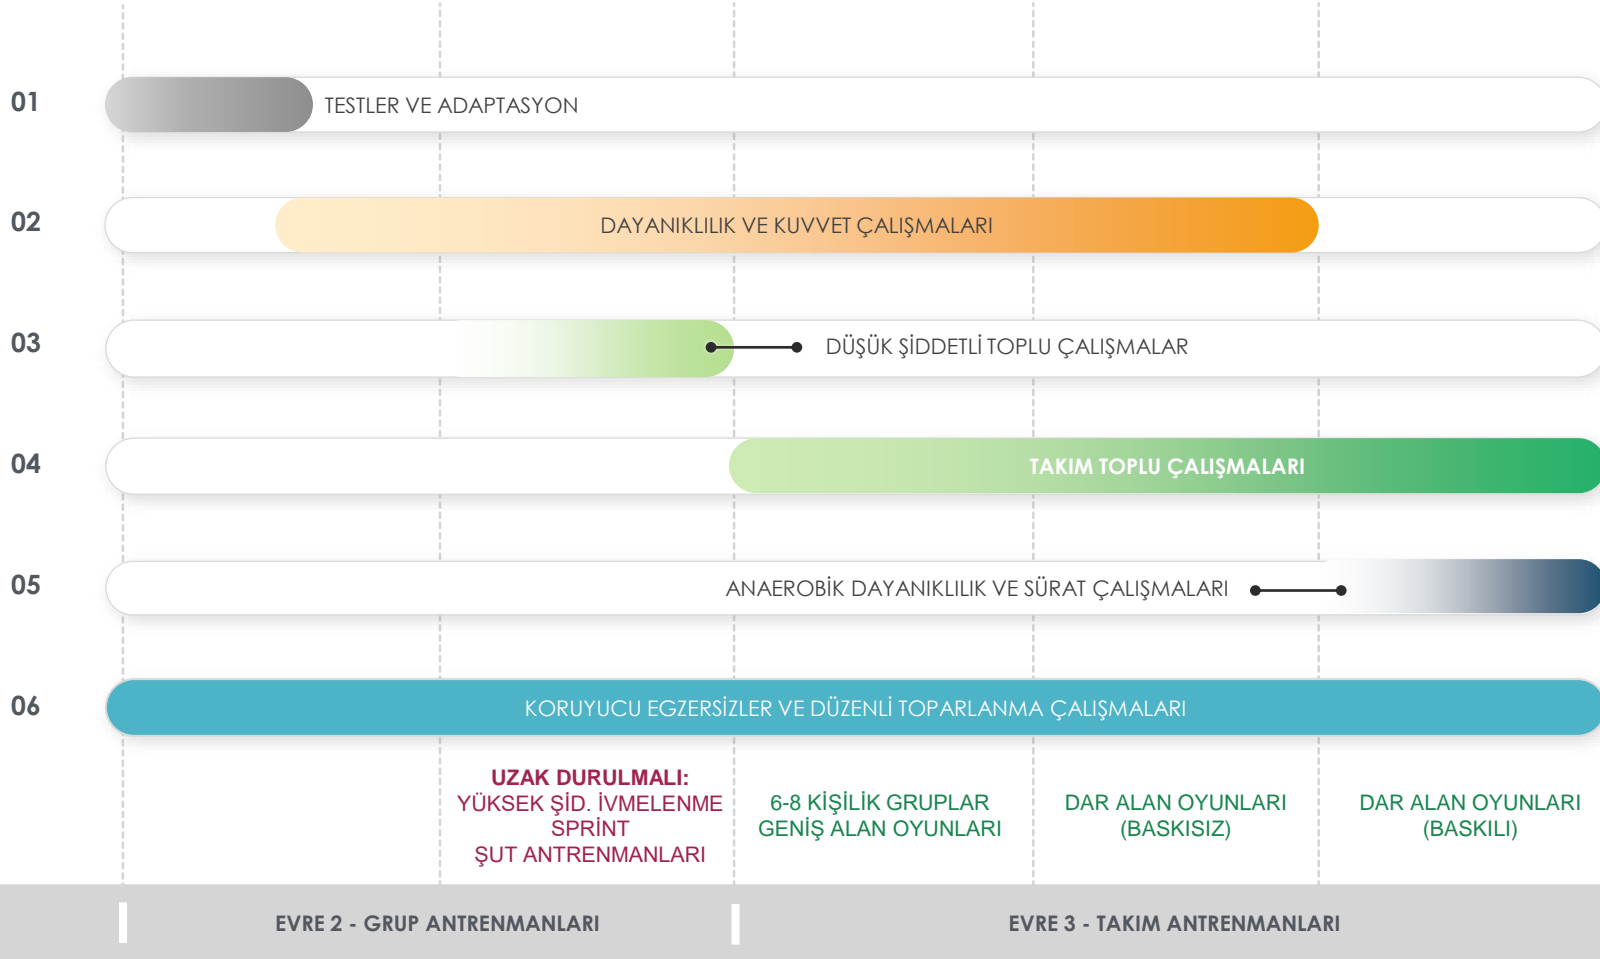 01
TESTLER VE ADAPTASYON
02
DAYANIKLILIK VE KUVVET ÇALIŞMALARI
03
DÜŞÜK ŞİDDETLİ TOPLU ÇALIŞMALAR
04
TAKIM TOPLU ÇALIŞMALARI
05
ANAEROBİK DAYANIKLILIK VE SÜRAT ÇALIŞMALARI
06
KORUYUCU EGZERSİZLER VE DÜZENLİ TOPARLANMA ÇALIŞMALARI
UZAK DURULMALI:
YÜKSEK ŞİD. İVMELENME
SPRİNT
ŞUT ANTRENMANLARI
6-8 KİŞİLİK GRUPLAR
GENİŞ ALAN OYUNLARI
DAR ALAN OYUNLARI
(BASKISIZ)
DAR ALAN OYUNLARI
(BASKILI)
EVRE 2 - GRUP ANTRENMANLARI
EVRE 3 - TAKIM ANTRENMANLARI